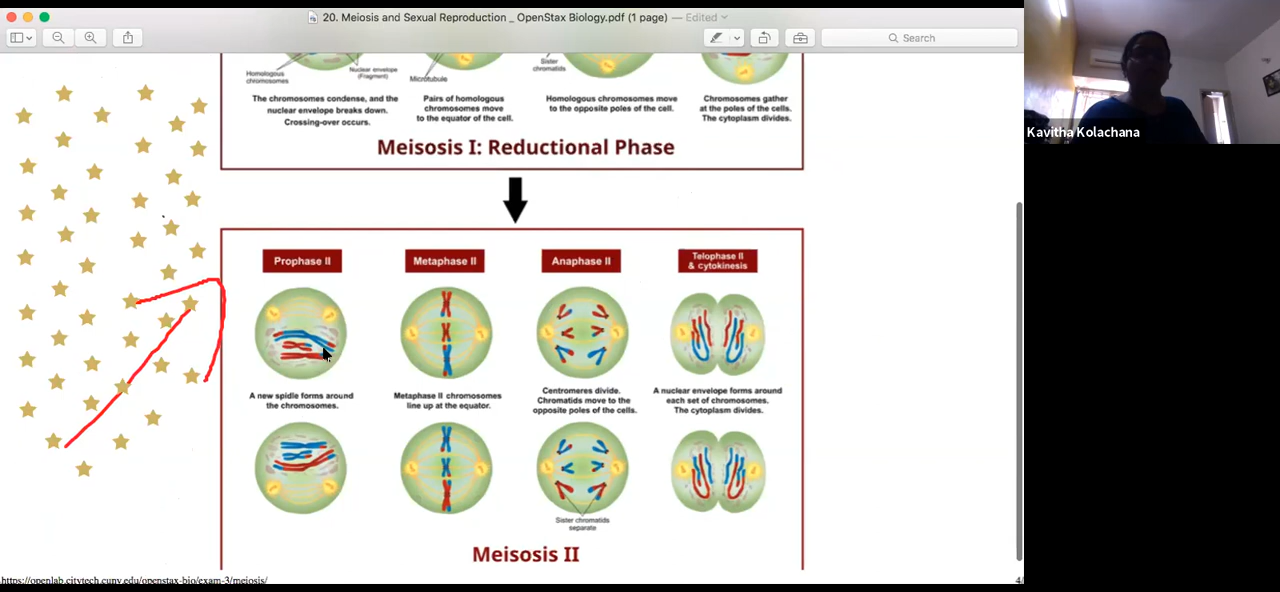 20. Meiosis and Sexual Reproduction _ OpenStax Biology.pdf (1 page) — Edited
Search
Kavitha Kolachana
Homologous
chromosomes
Nuclear envelope
(Fragment)
Microtubule
Sister
chromatids
The chromosomes condense, and the
nuclear envelope breaks down.
Crossing-over occurs.
Pairs of homologous
chromosomes move
to the equator of the cell.
Homologous chromosomes move
to the opposite poles of the cell.
Chromosomes gather
at the poles of the cells.
The cytoplasm divides.
Meisosis I: Reductional Phase
Prophase II
Metaphase II
Anaphase II
Telophase II
& cytokinesis
A new spidle forms around
the chromosomes.
Metaphase II chromosomes
line up at the equator.
Centromeres divide.
Chromatids move to the
opposite poles of the cells.
A nuclear envelope forms around
each set of chromosomes.
The cytoplasm divides.
Sister chromatids
separate
Meisosis II
https://openlab.citytech.cuny.edu/openstax-bio/exam-3/meiosis/
4/